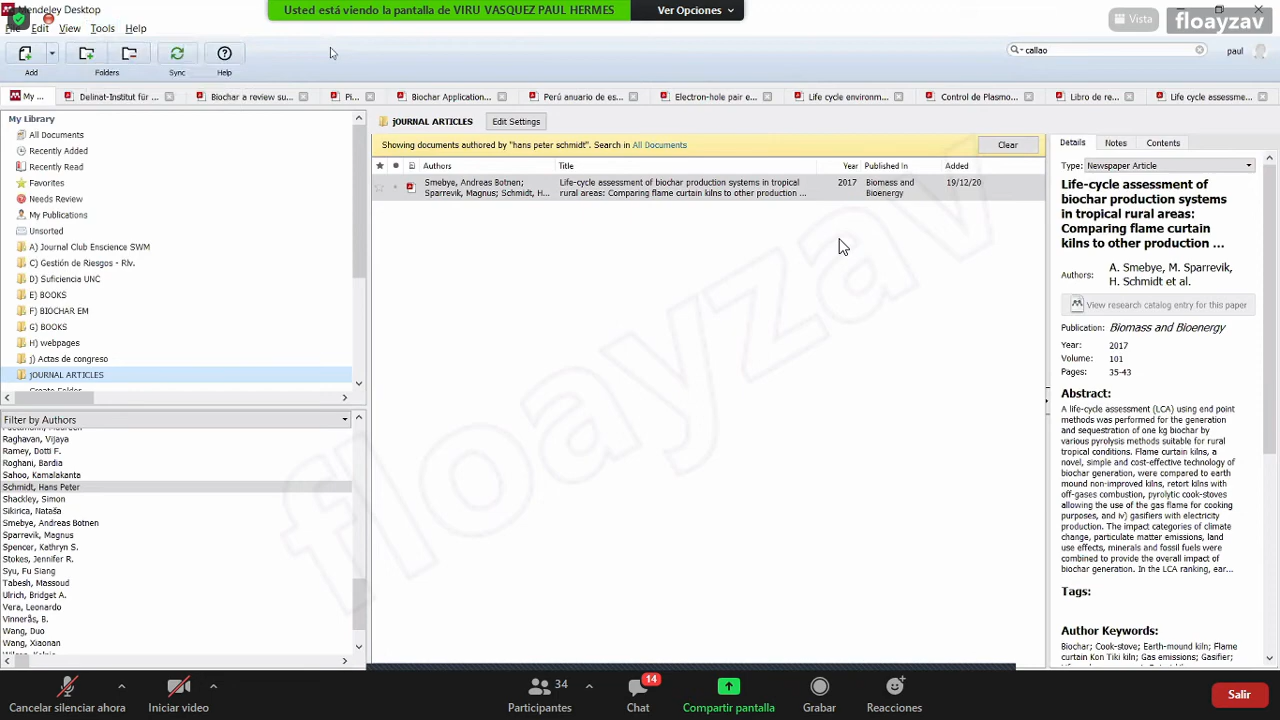 Mendeley Desktop
Usted está viendo la pantalla de VIRU VASQUEZ PAUL HERMES
Ver Opciones
Vista
floayzav
File Edit View Tools Help
callao
paul
Add Folders Sync Help
My ...
Delinat-Institut für ...
Biochar a review su...
Pi...
Biochar Application...
Perú anuario de es...
Electron-hole pair e...
Life cycle environm...
Control de Plasmo...
Libro de re...
Life cycle assessme...
My Library
All Documents
Recently Added
Recently Read
Favorites
Needs Review
My Publications
Unsorted
A) Journal Club Enscience SWM
C) Gestión de Riesgos - Rlv.
D) Suficiencia UNC
E) BOOKS
F) BIOCHAR EM
G) BOOKS
H) webpages
j) Actas de congreso
jOURNAL ARTICLES
Create Folder
Filter by Authors
Raghavan, Vijaya
Ramey, Dotti F.
Roghani, Bardia
Sahoo, Kamalakanta
Schmidt, Hans Peter
Shackley, Simon
Sikirica, Nataša
Smebye, Andreas Botnen
Sparrevik, Magnus
Spencer, Kathryn S.
Stokes, Jennifer R.
Syu, Fu Siang
Tabesh, Massoud
Ulrich, Bridget A.
Vera, Leonardo
Vinnerås, B.
Wang, Duo
Wang, Xiaonan
jOURNAL ARTICLES
Edit Settings
Showing documents authored by "hans peter schmidt". Search in All Documents
Clear
Authors Title Year Published In Added
Smebye, Andreas Botnen; Life-cycle assessment of biochar production systems in tropical 2017 Biomass and 19/12/20
Sparrevik, Magnus; Schmidt, H... rural areas: Comparing flame curtain kilns to other production ... Bioenergy
Details Notes Contents
Type: Newspaper Article
Life-cycle assessment of
biochar production systems
in tropical rural areas:
Comparing flame curtain
kilns to other production ...
Authors: A. Smebye, M. Sparrevik,
H. Schmidt et al.
View research catalog entry for this paper
Publication: Biomass and Bioenergy
Year: 2017
Volume: 101
Pages: 35-43
Abstract:
A life-cycle assessment (LCA) using end point
methods was performed for the generation
and sequestration of one kg biochar by
various pyrolysis methods suitable for rural
tropical conditions. Flame curtain kilns, a
novel, simple and cost-effective technology of
biochar generation, were compared to earth
mound non-improved kilns, retort kilns with
off-gases combustion, pyrolytic cook-stoves
allowing the use of the gas flame for cooking
purposes, and iv) gasifiers with electricity
production. The impact categories of climate
change, particulate matter emissions, land
use effects, minerals and fossil fuels were
combined to provide the overall impact of
biochar generation. In the LCA ranking, ear...
Tags:
Author Keywords:
Biochar; Cook-stove; Earth-mound kiln; Flame
curtain Kon Tiki kiln; Gas emissions; Gasifier;
floayzav
Cancelar silenciar ahora
Iniciar video
34
Participantes
14
Chat
Compartir pantalla
Grabar
Reacciones
Salir